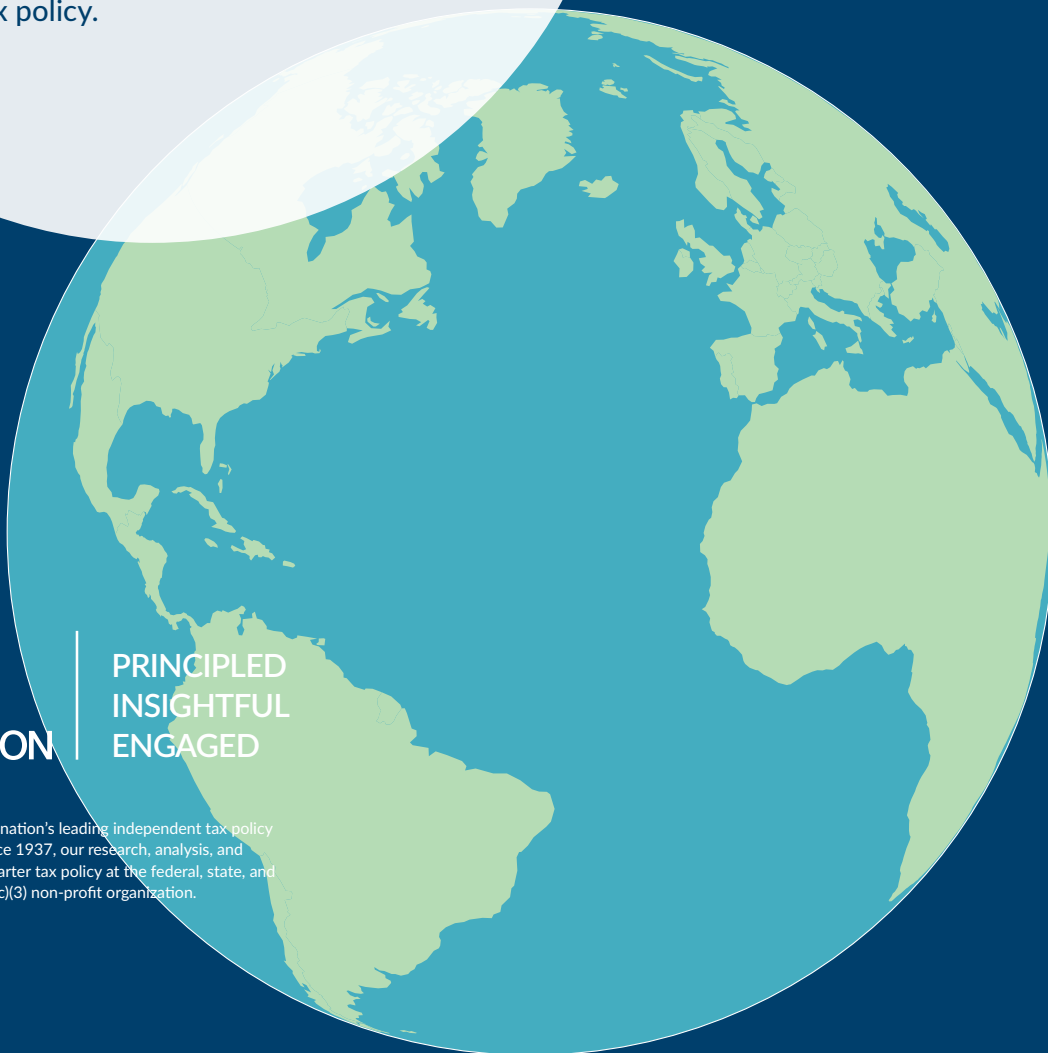 x policy.
PRINCIPLED
INSIGHTFUL
ENGAGED
ON
nation’s leading independent tax policy
ce 1937, our research, analysis, and
arter tax policy at the federal, state, and
c)(3) non-profit organization.